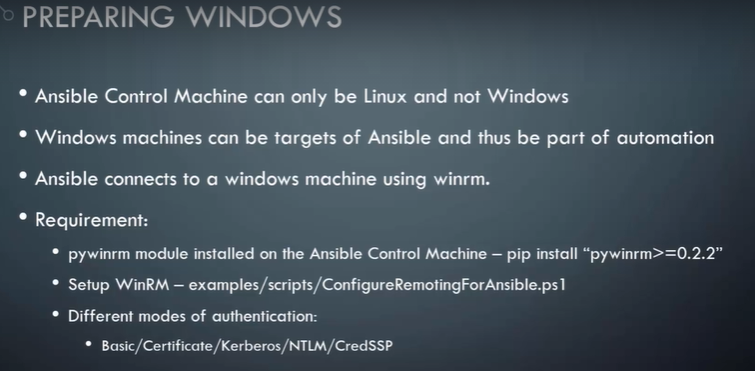 PREPARING WINDOWS
• Ansible Control Machine can only be Linux and not Windows
• Windows machines can be targets of Ansible and thus be part of automation
• Ansible connects to a windows machine using winrm.
• Requirement:
• pywinrm module installed on the Ansible Control Machine – pip install “pywinrm>=0.2.2”
• Setup WinRM – examples/scripts/ConfigureRemotingForAnsible.ps1
• Different modes of authentication:
• Basic/Certificate/Kerberos/NTLM/CredSSP